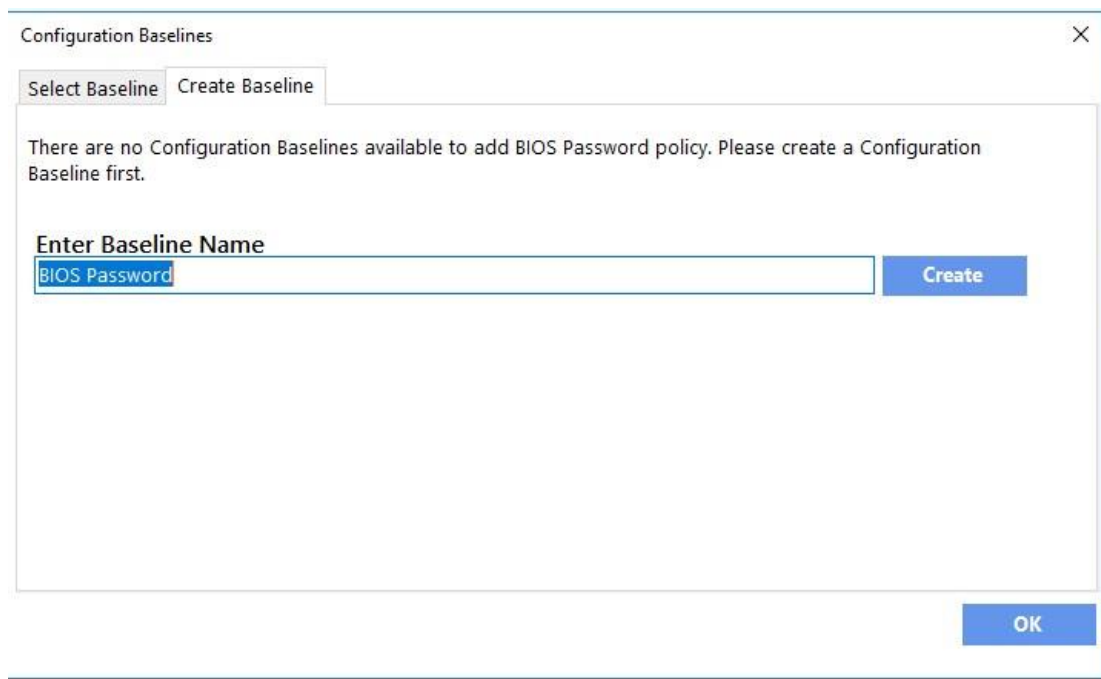 Configuration Baselines
Select Baseline Create Baseline
There are no Configuration Baselines available to add BIOS Password policy. Please create a Configuration
Baseline first.
Enter Baseline Name
BIOS Password Create
OK